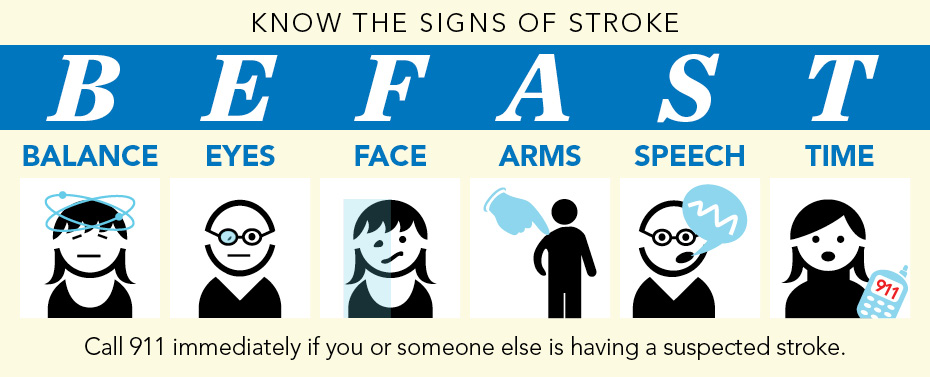 KNOW THE SIGNS OF STROKE
B E F A S T
BALANCE EYES FACE ARMS SPEECH TIME
911
Call 911 immediately if you or someone else is having a suspected stroke.